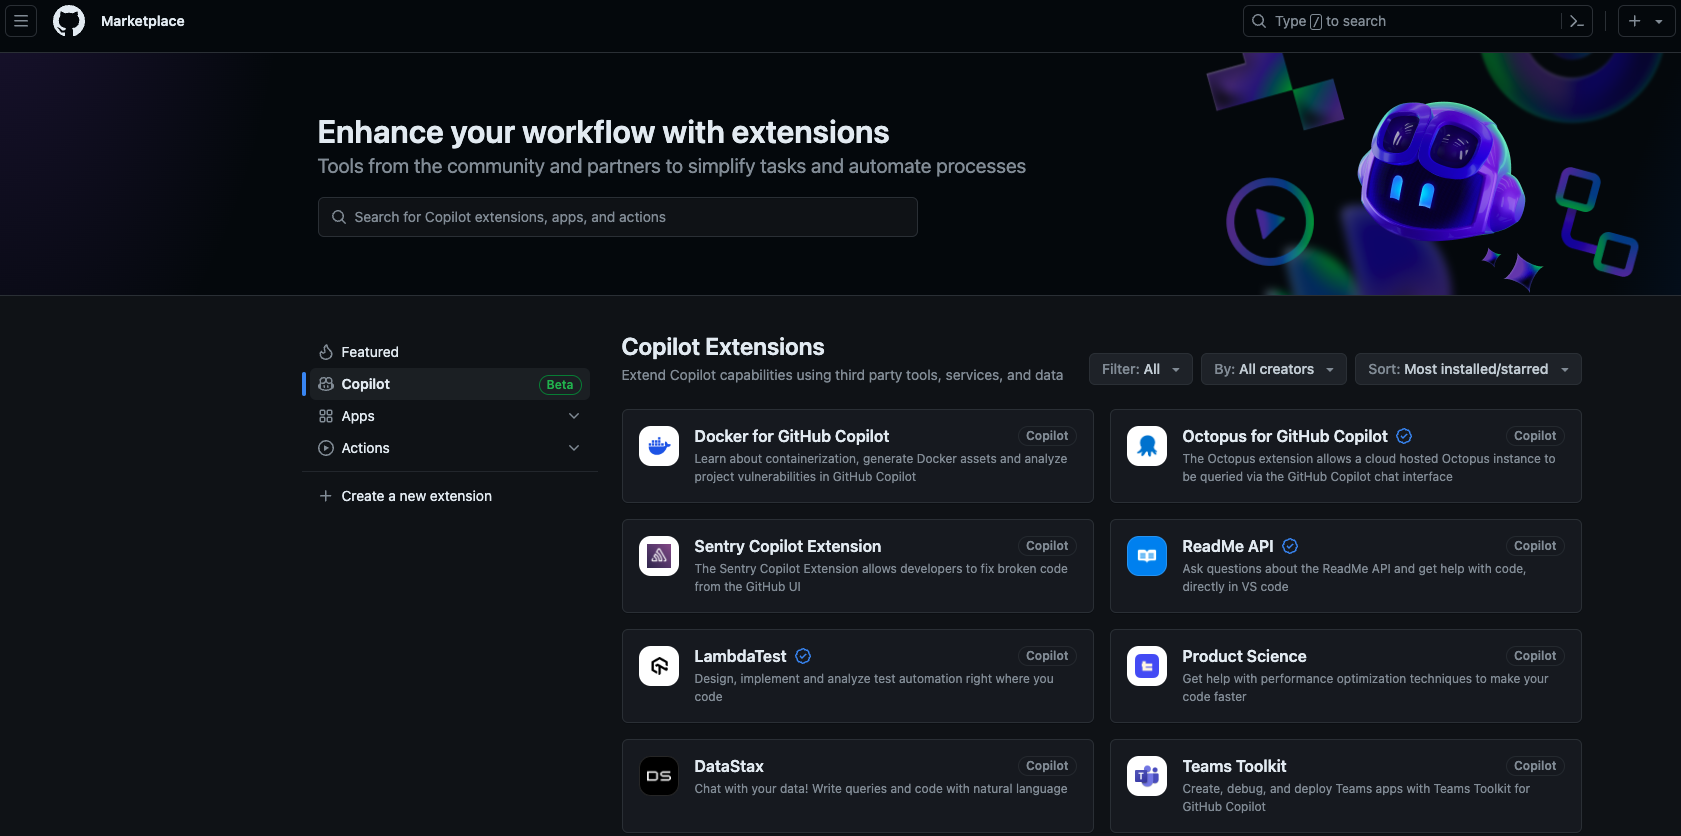 Marketplace
Type / to search
Enhance your workflow with extensions
Tools from the community and partners to simplify tasks and automate processes
Search for Copilot extensions, apps, and actions
Featured
Copilot Beta
Apps
Actions
Create a new extension
Copilot Extensions
Extend Copilot capabilities using third party tools, services, and data
Filter: All
By: All creators
Sort: Most installed/starred
Docker for GitHub Copilot
Copilot
Learn about containerization, generate Docker assets and analyze
project vulnerabilities in GitHub Copilot
Octopus for GitHub Copilot
Copilot
The Octopus extension allows a cloud hosted Octopus instance to
be queried via the GitHub Copilot chat interface
Sentry Copilot Extension
Copilot
The Sentry Copilot Extension allows developers to fix broken code
from the GitHub UI
ReadMe API
Copilot
Ask questions about the ReadMe API and get help with code,
directly in VS code
LambdaTest
Copilot
Design, implement and analyze test automation right where you
code
Product Science
Copilot
Get help with performance optimization techniques to make your
code faster
DS
DataStax
Copilot
Chat with your data! Write queries and code with natural language
T
Teams Toolkit
Copilot
Create, debug, and deploy Teams apps with Teams Toolkit for
GitHub Copilot